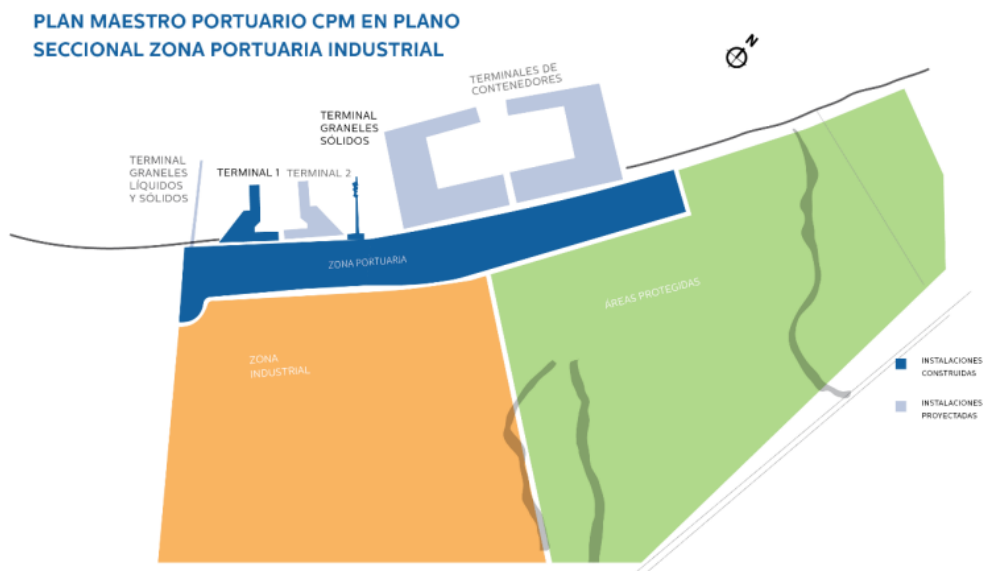 PLAN MAESTRO PORTUARIO CPM EN PLANO
SECCIONAL ZONA PORTUARIA INDUSTRIAL
N
TERMINALES DE
CONTENEDORES
TERMINAL
GRANELES
SÓLIDOS
TERMINAL
GRANELES
LÍQUIDOS
Y SÓLIDOS
TERMINAL 1
TERMINAL 2
ZONA PORTUARIA
ÁREAS PROTEGIDAS
ZONA
INDUSTRIAL
INSTALACIONES
CONSTRUIDAS
INSTALACIONES
PROYECTADAS